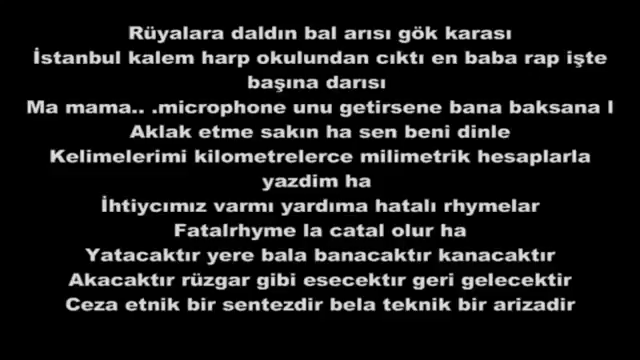 Rüyalara daldın bal arısı gök karası
İstanbul kalem harp okulundan cıktı en baba rap işte
başına darısı
Ma mama.. .microphone unu getirsene bana baksana l
Aklak etme sakın ha sen beni dinle
Kelimelerimi kilometrelerce milimetrik hesaplarla
yazdim ha
İhtiycımız varmı yardıma hatalı rhymelar
Fatalrhyme la catal olur ha
Yatacaktır yere bala banacaktır kanacaktır
Akacaktır rüzgar gibi esecektır geri gelecektir
Ceza etnik bir sentezdir bela teknik bir arizadir